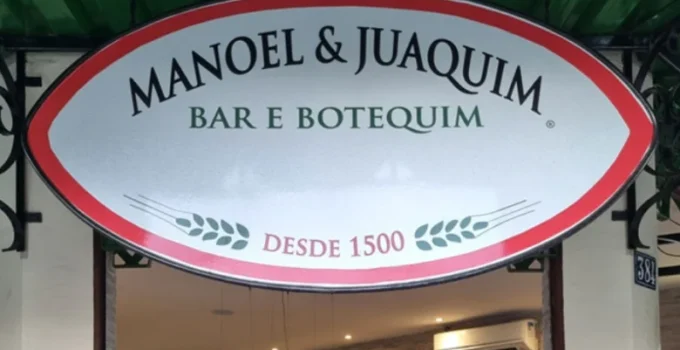 MANOEL & JUAQUIM
BAR E BOTEQUIM
®
DESDE 1500
384